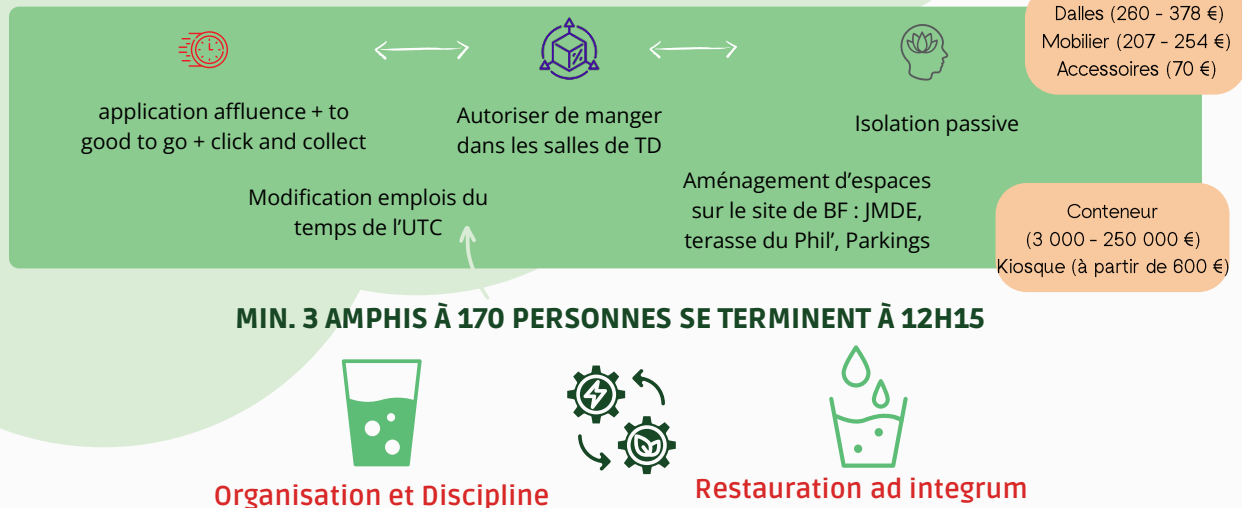 Dalles (260 - 378 €)
Mobilier (207 - 254 €)
Accessoires (70 €)
application affluence + to
good to go + click and collect
Autoriser de manger
dans les salles de TD
Isolation passive
Modification emplois du
temps de l'UTC
Aménagement d'espaces
sur le site de BF : JMDE,
terasse du Phil', Parkings
Conteneur
(3 000 - 250 000 €)
Kiosque (à partir de 600 €)
MIN. 3 AMPHIS À 170 PERSONNES SE TERMINENT À 12H15
Organisation et Discipline
Restauration ad integrum